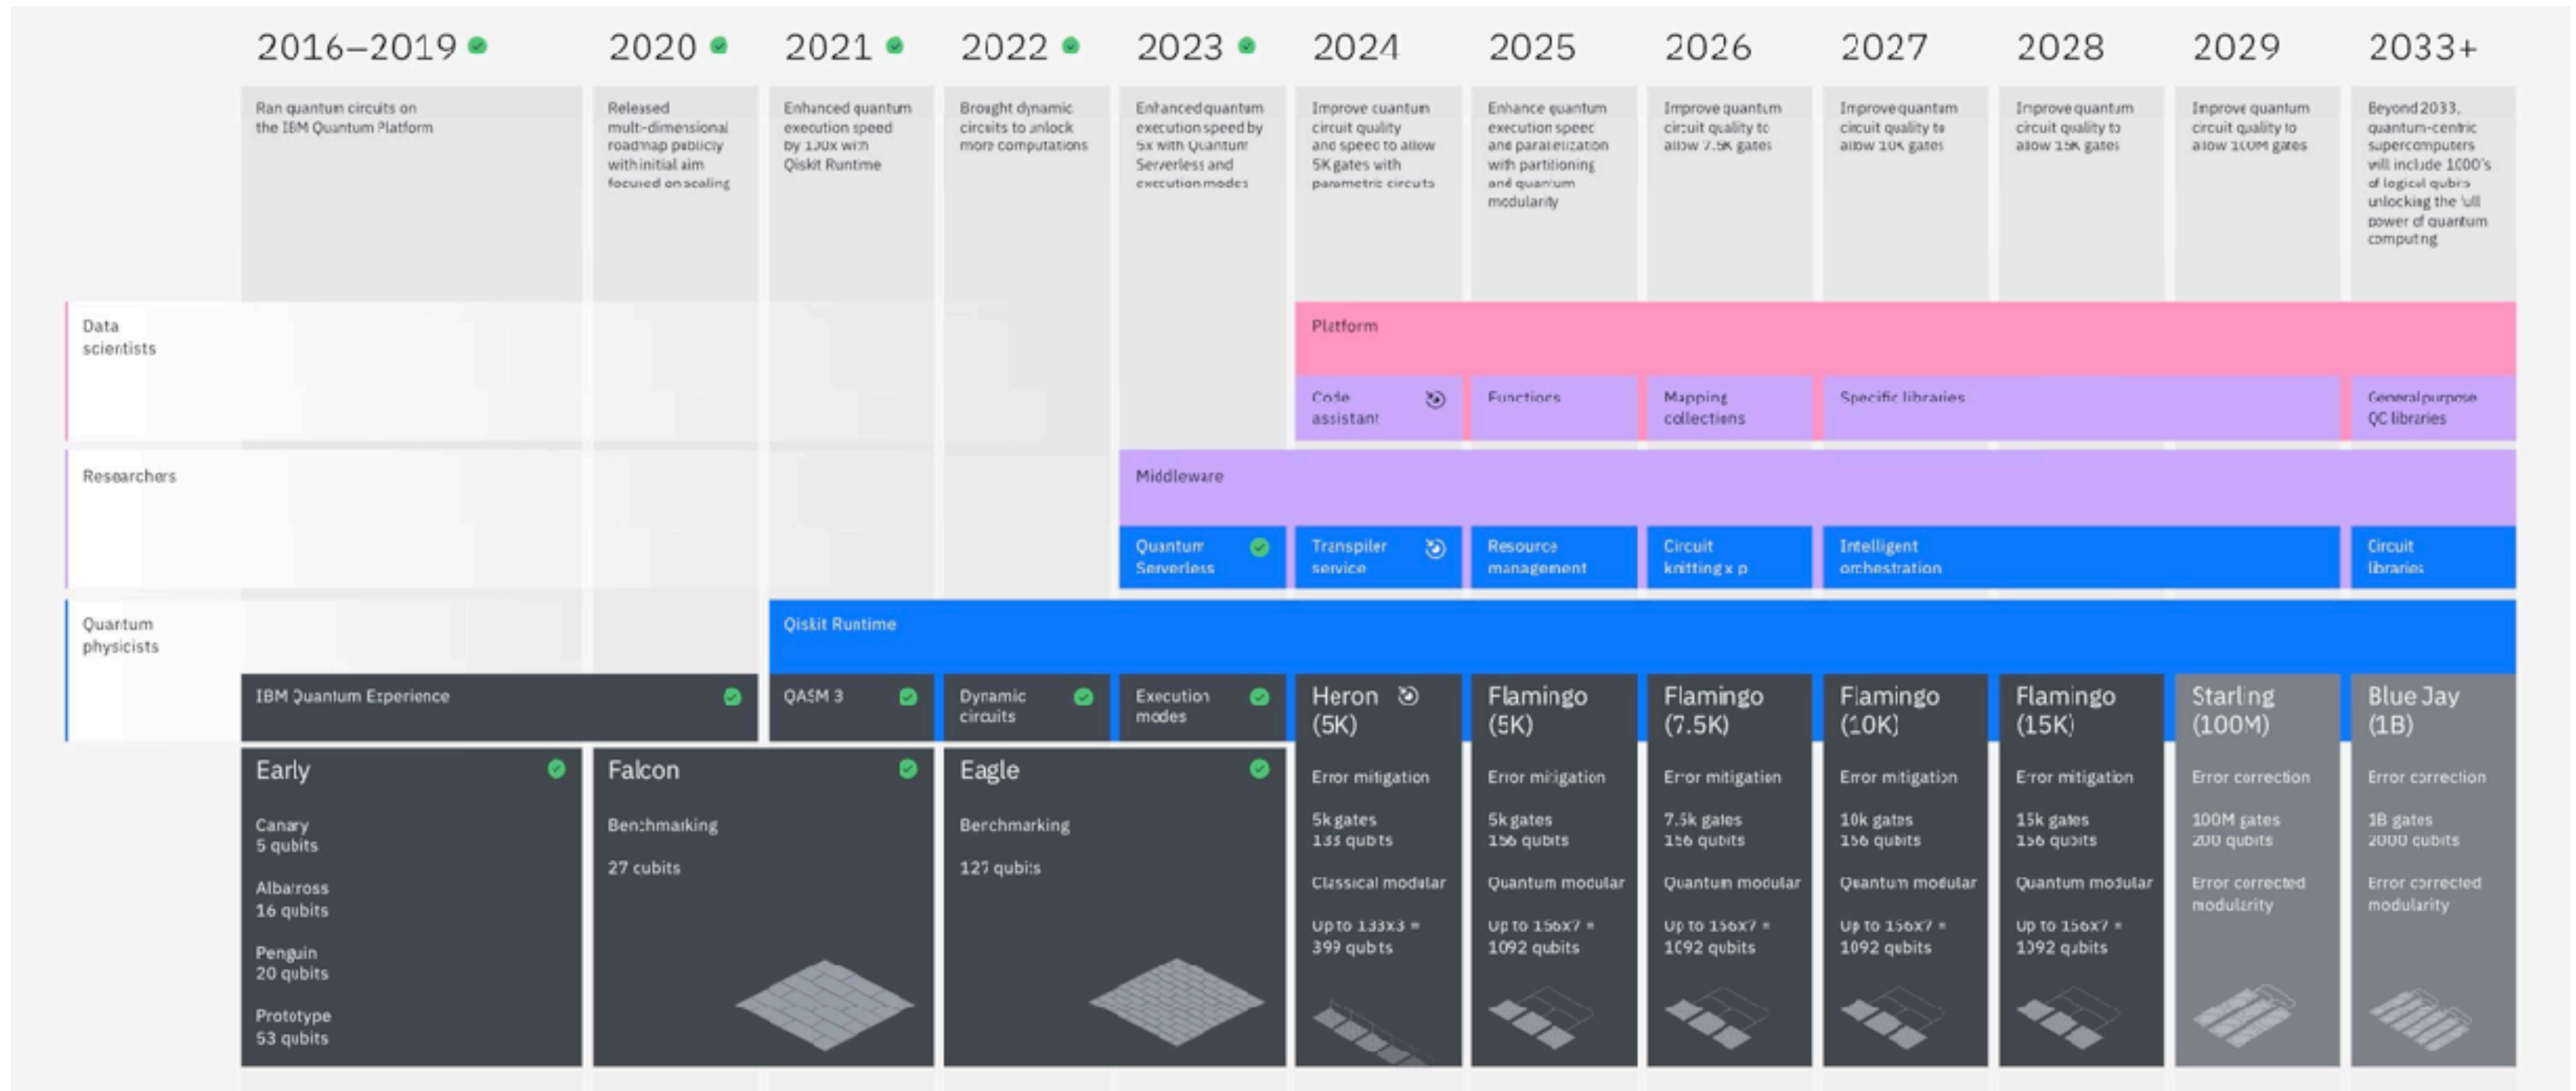 2016–2019
2020
2021
2022
2023
2024
2025
2026
2027
2028
2029
2033+
Ran quantum circuits on
the IBM Quantum Platform
Released
multi-dimensional
roadmap publicly
with initial aim
focused on scaling
Enhanced quantum
execution speed
by 100x with
Qiskit Runtime
Brought dynamic
circuits to unlock
more computations
Enhanced quantum
execution speed by
5x with Quantum
Serverless and
execution modes
Improve quantum
circuit quality
and speed to allow
5K gates with
parametric circuits
Enhance quantum
execution speed
and parallelization
with partitioning
and quantum
modularity
Improve quantum
circuit quality to
allow 7.5K gates
Improve quantum
circuit quality to
allow 10K gates
Improve quantum
circuit quality to
allow 15K gates
Improve quantum
circuit quality to
allow 100M gates
Beyond 2033,
quantum-centric
supercomputers
will include 1000's
of logical qubits
unlocking the full
power of quantum
computing
Data
scientists
Platform
Code
assistant
Functions
Mapping
collections
Specific libraries
General purpose
QC libraries
Researchers
Middleware
Quantum
Serverless
Transpiler
service
Resource
management
Circuit
knitting x p
Intelligent
orchestration
Circuit
libraries
Quantum
physicists
Qiskit Runtime
IBM Quantum Experience
QASM 3
Dynamic
circuits
Execution
modes
Early
Canary
5 qubits
Albatross
16 qubits
Penguin
20 qubits
Prototype
53 qubits
Falcon
Benchmarking
27 qubits
Eagle
Benchmarking
127 qubits
Heron
(5K)
Error mitigation
5k gates
133 qubits
Classical modular
Up to 133x3 =
399 qubits
Flamingo
(5K)
Error mitigation
5k gates
156 qubits
Quantum modular
Up to 156x7 =
1092 qubits
Flamingo
(7.5K)
Error mitigation
7.5k gates
156 qubits
Quantum modular
Up to 156x7 =
1092 qubits
Flamingo
(10K)
Error mitigation
10k gates
156 qubits
Quantum modular
Up to 156x7 =
1092 qubits
Flamingo
(15K)
Error mitigation
15k gates
156 qubits
Quantum modular
Up to 156x7 =
1092 qubits
Starling
(100M)
Error correction
100M gates
200 qubits
Error corrected
modularity
Blue Jay
(1B)
Error correction
1B gates
2000 qubits
Error corrected
modularity